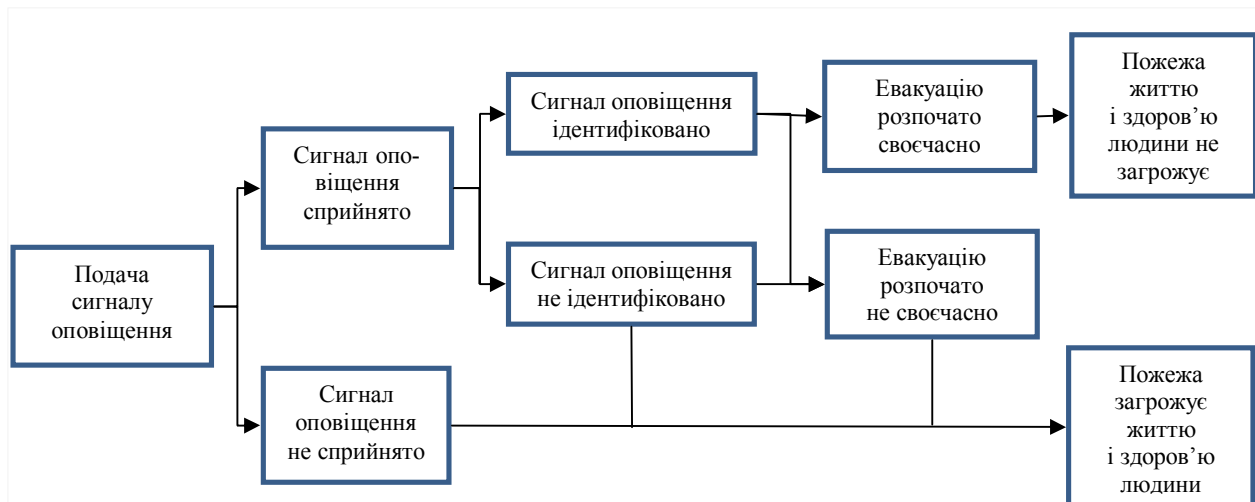 Подача
сигналу
оповіщення
Сигнал опо-
віщення
сприйнято
Сигнал
оповіщення
не сприйнято
Сигнал оповіщення
ідентифіковано
Сигнал оповіщення
не ідентифіковано
Евакуацію
розпочато
своєчасно
Евакуацію
розпочато
не своєчасно
Пожежа
життю
і здоров’ю
людини не
загрожує
Пожежа
загрожує
життю
і здоров’ю
людини